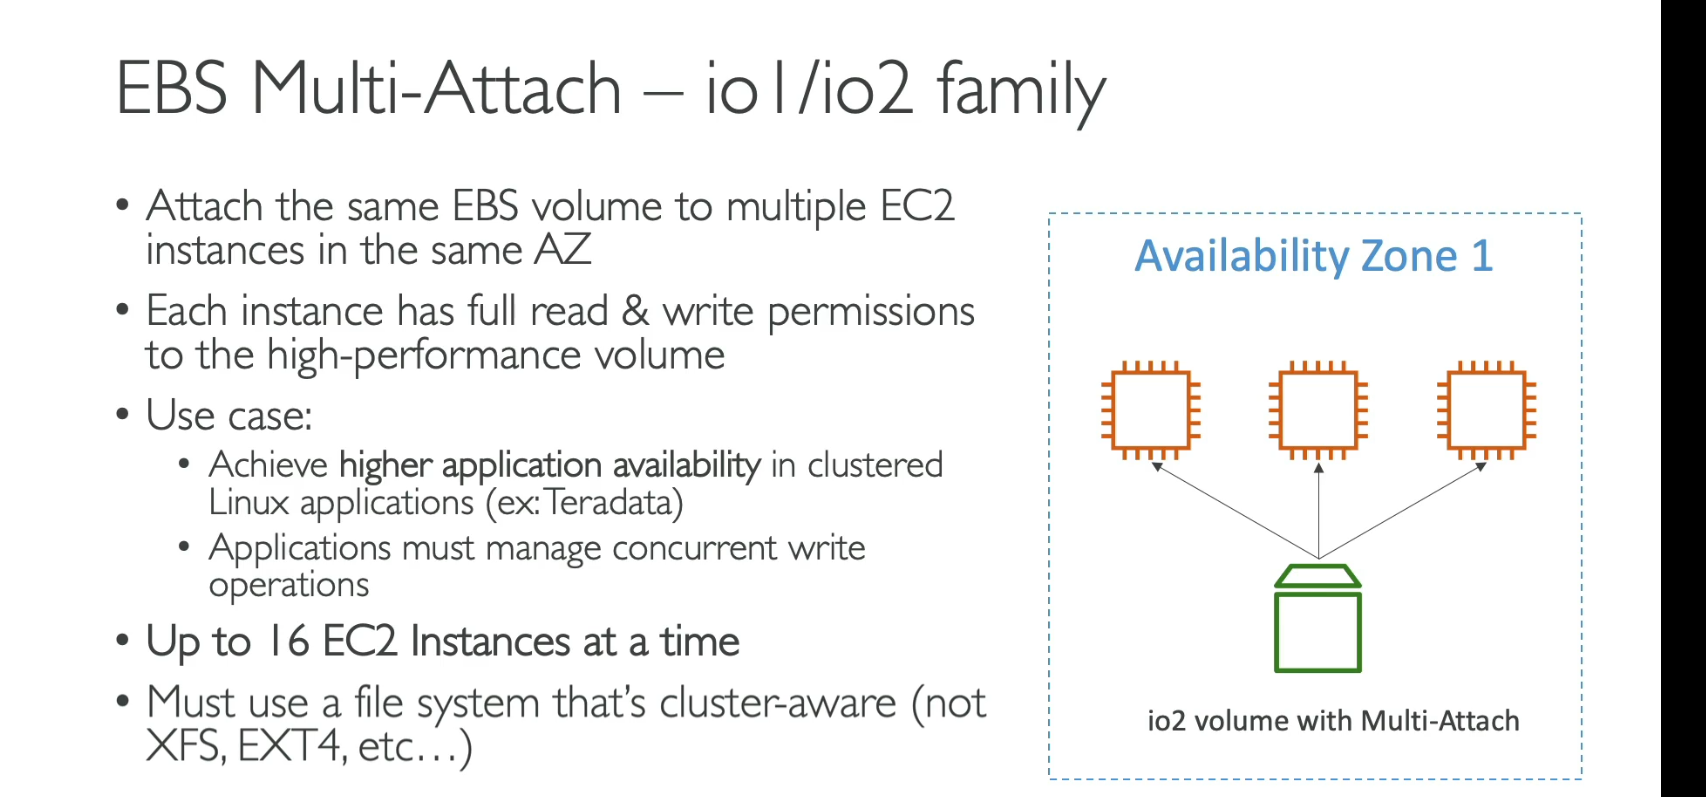 EBS Multi-Attach – io1/io2 family
• Attach the same EBS volume to multiple EC2
instances in the same AZ
• Each instance has full read & write permissions
to the high-performance volume
• Use case:
• Achieve higher application availability in clustered
Linux applications (ex: Teradata)
• Applications must manage concurrent write
operations
• Up to 16 EC2 Instances at a time
• Must use a file system that's cluster-aware (not
XFS, EXT4, etc…)
Availability Zone 1
io2 volume with Multi-Attach